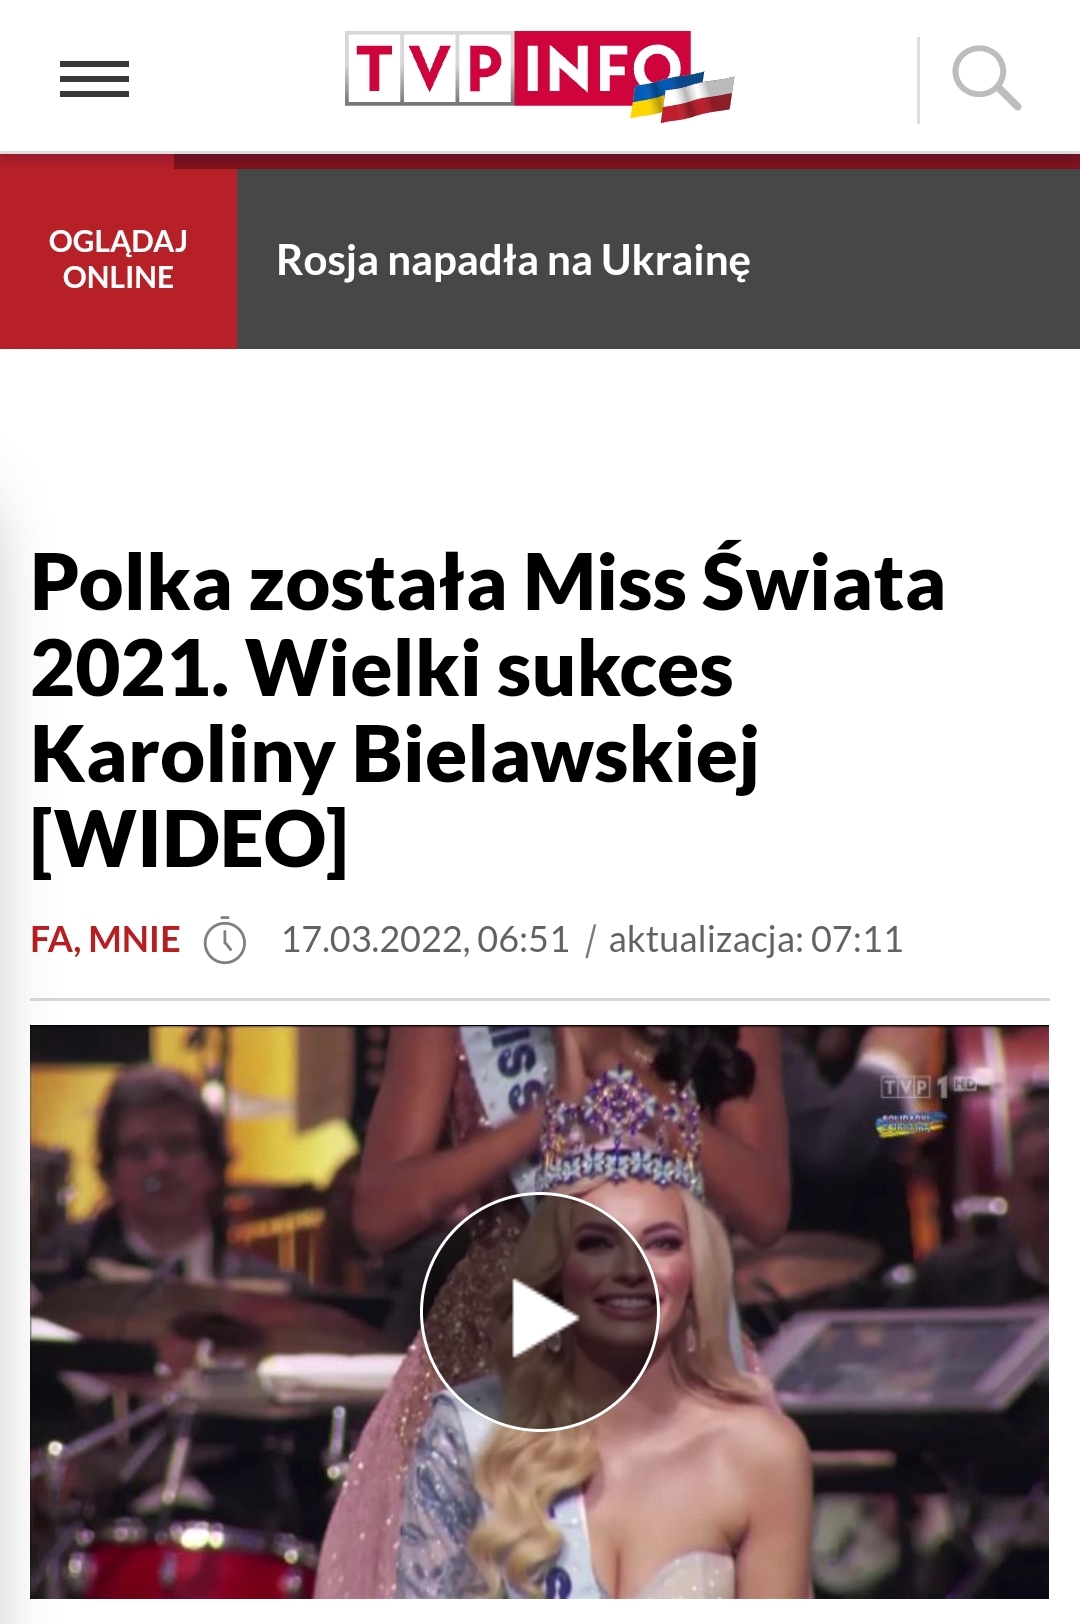 TVP INFO
OGLĄDAJ
ONLINE
Rosja napadła na Ukrainę
Polka została Miss Świata
2021. Wielki sukces
Karoliny Bielawskiej
[WIDEO]
FA, MNIE 17.03.2022, 06:51 / aktualizacja: 07:11
TVP 1 HD
Miss